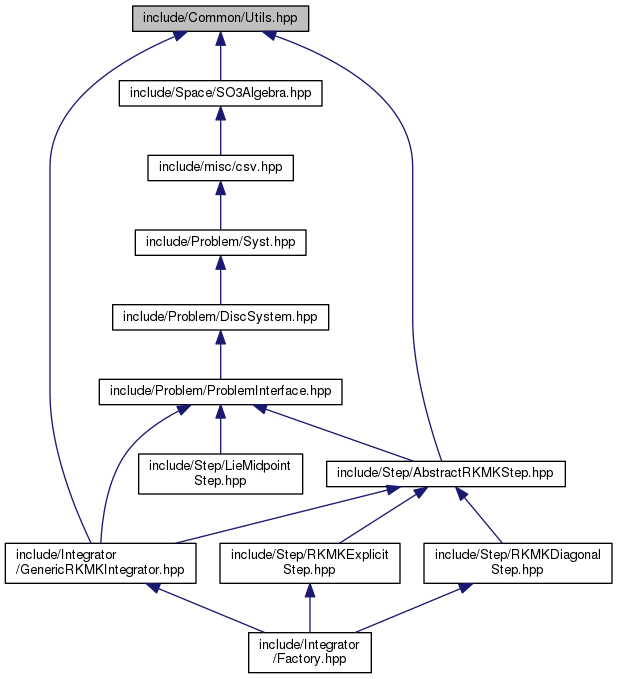 include/Common/Utils.hpp
include/Space/SO3Algebra.hpp
include/misc/csv.hpp
include/Problem/Syst.hpp
include/Problem/DiscSystem.hpp
include/Problem/ProblemInterface.hpp
include/Step/LieMidpoint
Step.hpp
include/Step/AbstractRKMKStep.hpp
include/Integrator
/GenericRKMKIntegrator.hpp
include/Step/RKMKExplicit
Step.hpp
include/Step/RKMKDiagonal
Step.hpp
include/Integrator
/Factory.hpp